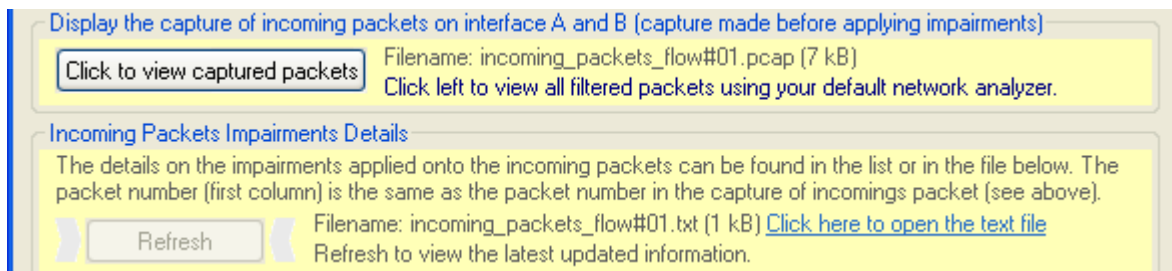 Display the capture of incoming packets on interface A and B (capture made before applying impairments)
Click to view captured packets
Filename: incoming_packets_flow#01.pcap (7 kB)
Click left to view all filtered packets using your default network analyzer.
Incoming Packets Impairments Details
The details on the impairments applied onto the incoming packets can be found in the list or in the file below. The
packet number (first column) is the same as the packet number in the capture of incomings packet (see above).
Refresh
Filename: incoming_packets_flow#01.txt (1 kB) Click here to open the text file
Refresh to view the latest updated information.